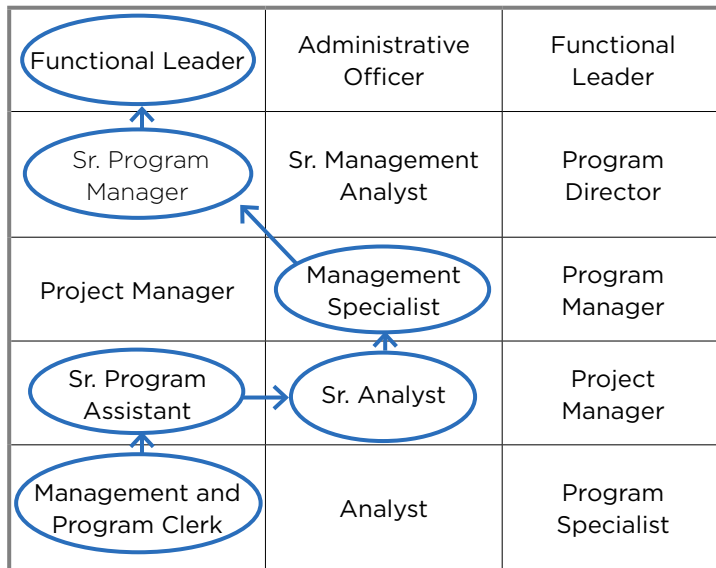 Functional Leader
Administrative
Officer
Functional
Leader
Sr. Program
Manager
Sr. Management
Analyst
Program
Director
Project Manager
Management
Specialist
Program
Manager
Sr. Program
Assistant
Sr. Analyst
Project
Manager
Management and
Program Clerk
Analyst
Program
Specialist